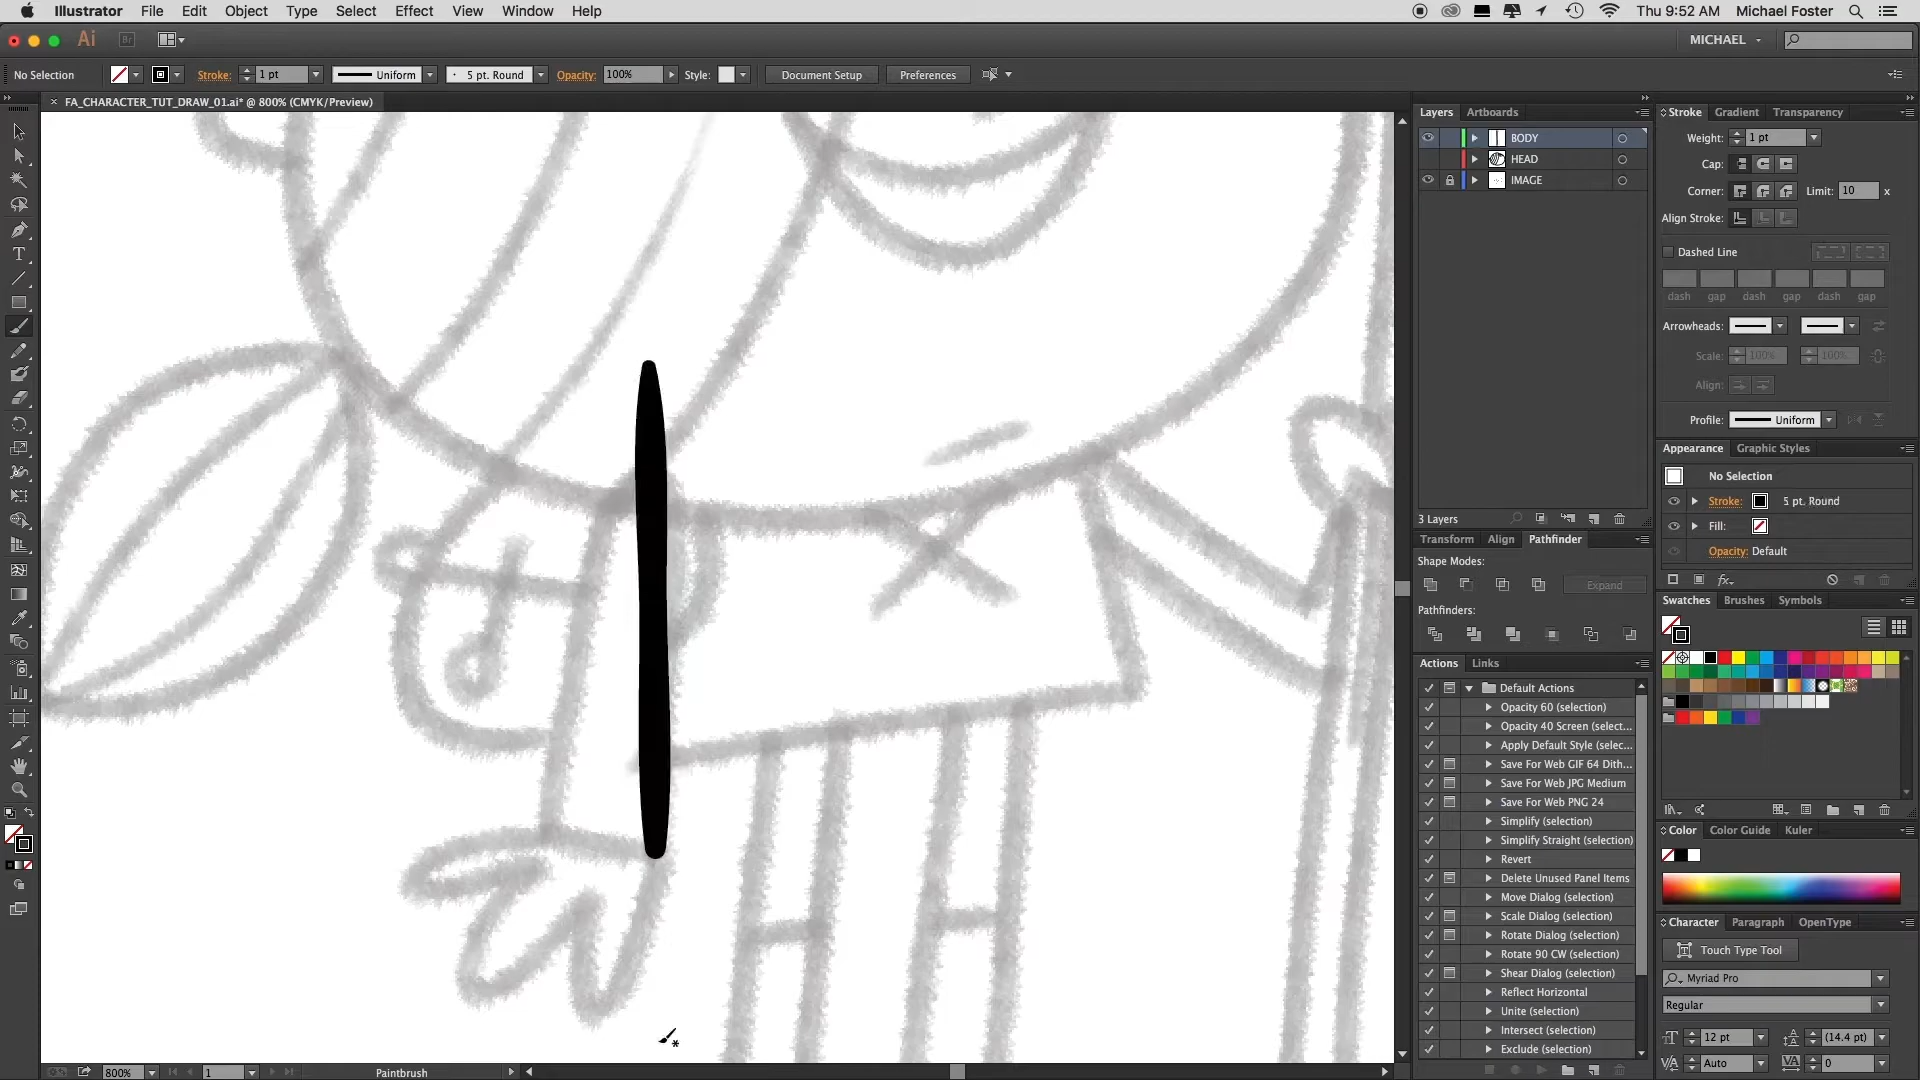 Illustrator File Edit Object Type Select Effect View Window Help Thu 9:52 AM Michael Foster
Ai Br MICHAEL
No Selection Stroke: 1 pt Uniform 5 pt. Round Opacity: 100% Style: Document Setup Preferences
FA_CHARACTER_TUT_DRAW_01.ai* @ 800% (CMYK/Preview)
Layers Artboards
BODY
HEAD
IMAGE
3 Layers
Transform Align Pathfinder
Shape Modes:
Expand
Pathfinders:
Actions Links
Default Actions
Opacity 60 (selection)
Opacity 40 Screen (select...
Apply Default Style (selec...
Save For Web GIF 64 Dith...
Save For Web JPG Medium
Save For Web PNG 24
Simplify (selection)
Simplify Straight (selection)
Revert
Delete Unused Panel Items
Move Dialog (selection)
Scale Dialog (selection)
Rotate Dialog (selection)
Rotate 90 CW (selection)
Shear Dialog (selection)
Reflect Horizontal
Unite (selection)
Intersect (selection)
Exclude (selection)
Stroke Gradient Transparency
Weight: 1 pt
Cap:
Corner: Limit: 10 x
Align Stroke:
Dashed Line
dash gap dash gap dash gap
Arrowheads:
Scale: 100% 100%
Align:
Profile: Uniform
Appearance Graphic Styles
No Selection
Stroke: 5 pt. Round
Fill:
Opacity: Default
fx
Swatches Brushes Symbols
Color Color Guide Kuler
Character Paragraph OpenType
Touch Type Tool
Myriad Pro
Regular
12 pt (14.4 pt)
Auto 0
800% 1 Paintbrush